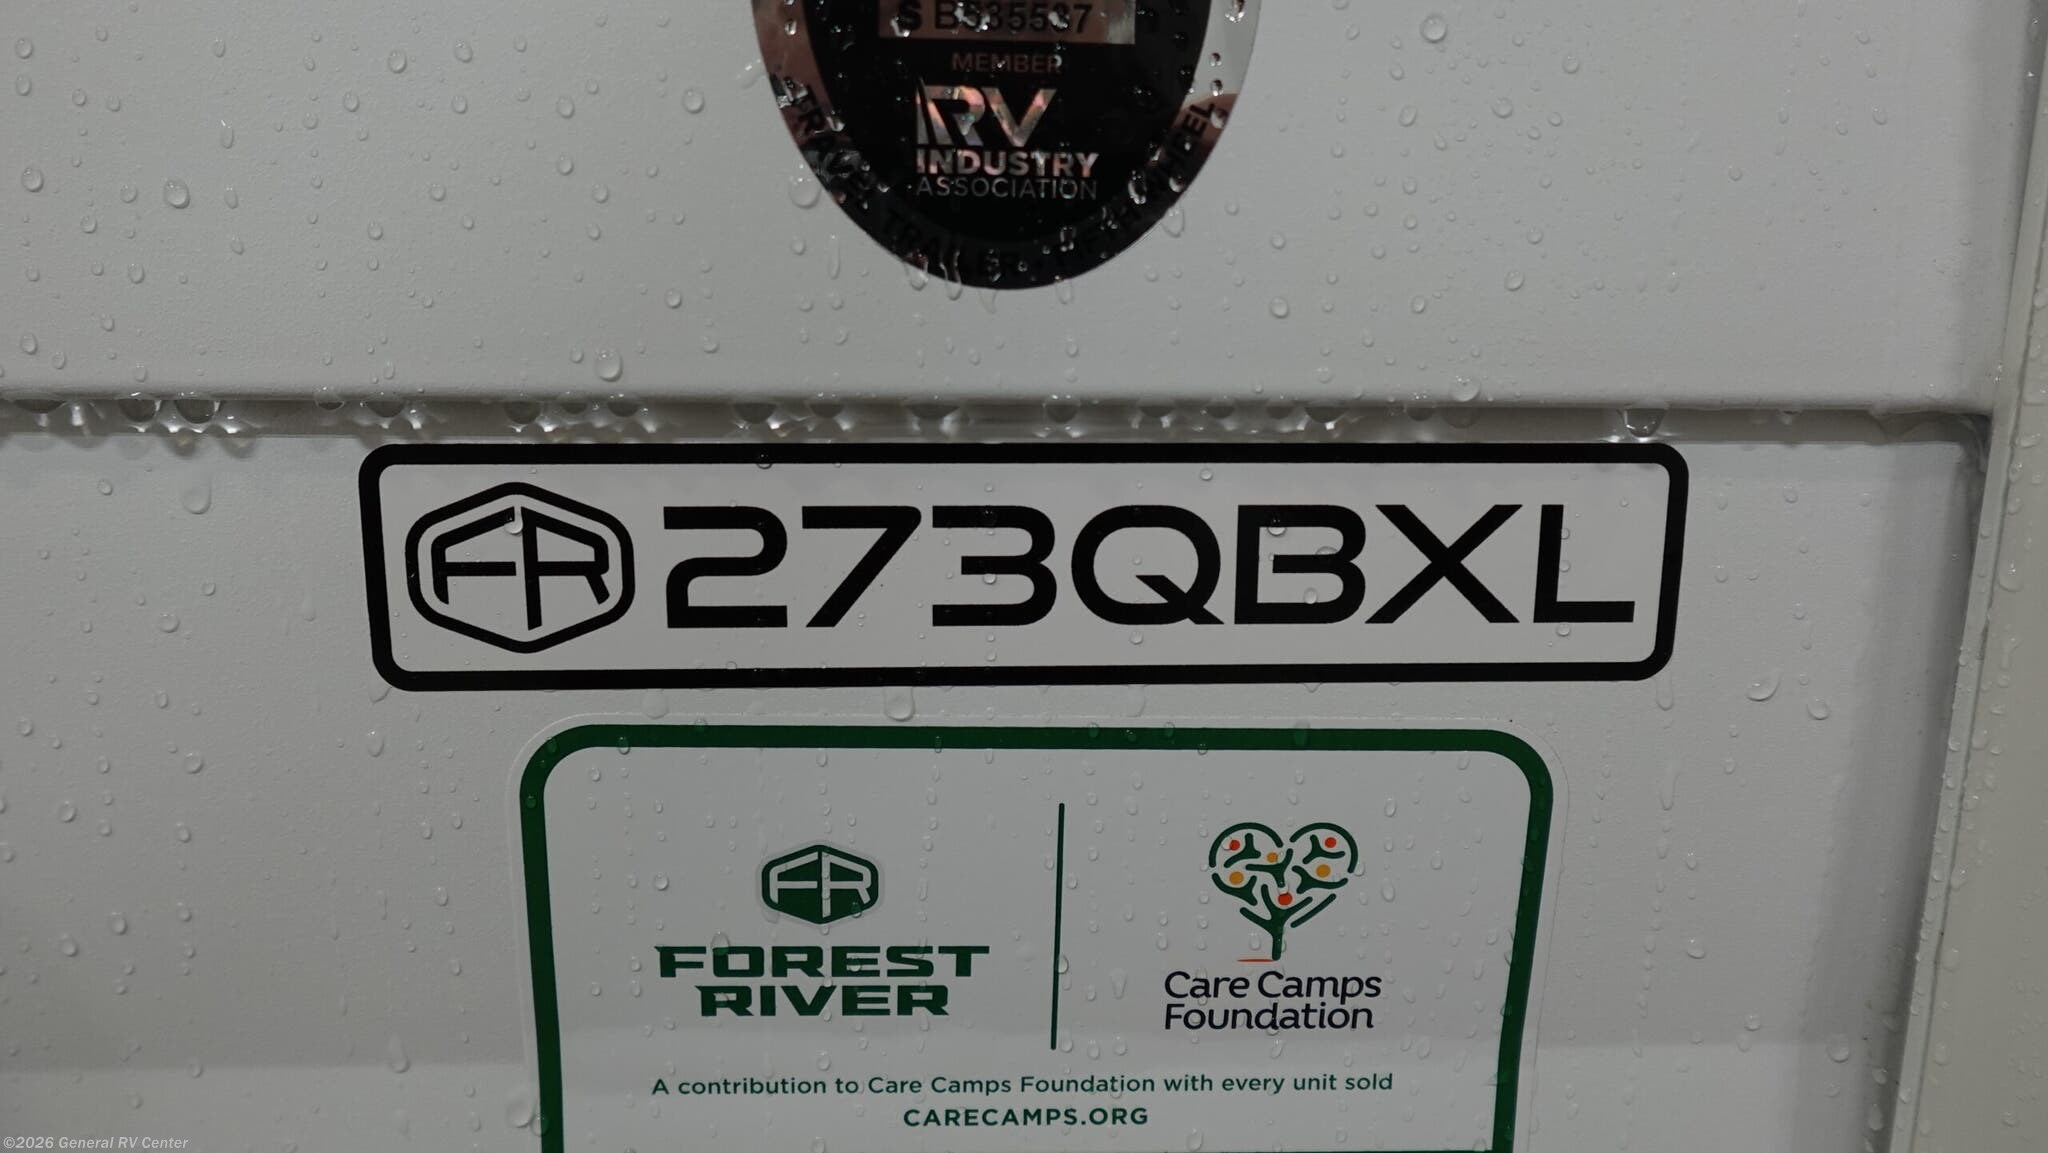 MEMBER
RV
INDUSTRY
ASSOCIATION
TRAILER
FR 273QBXL
FR
FOREST
RIVER
Care Camps
Foundation
A contribution to Care Camps Foundation with every unit sold
CARECAMPS.ORG
©2026 General RV Center